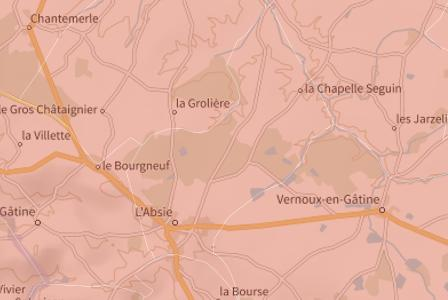 Chantemerle
la Chapelle Seguin
la Grolière
le Gros Châtaignier
les Jarzeli
la Villette
le Bourgneuf
Vernoux-en-Gâtine
Gâtine
L'Absie
la Bourse